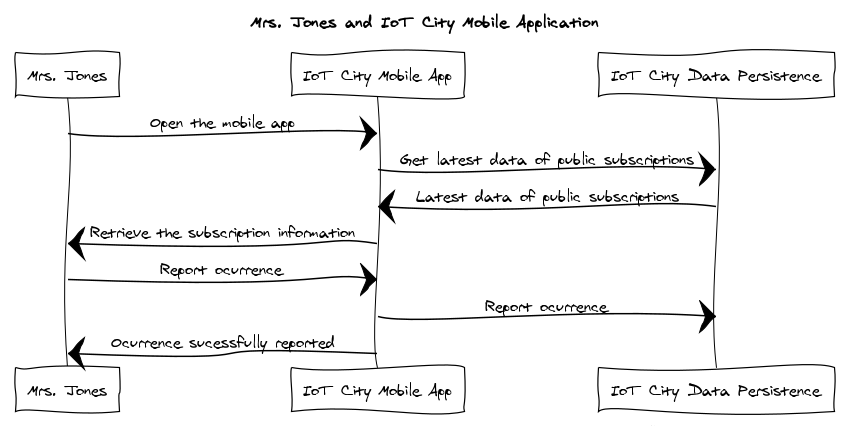 Mrs. Jones and IoT City Mobile Application
Mrs. Jones
IoT City Mobile App
IoT City Data Persistence
Open the mobile app
Get latest data of public subscriptions
Latest data of public subscriptions
Retrieve the subscription information
Report ocurrence
Report ocurrence
Ocurrence sucessfully reported
Mrs. Jones
IoT City Mobile App
IoT City Data Persistence